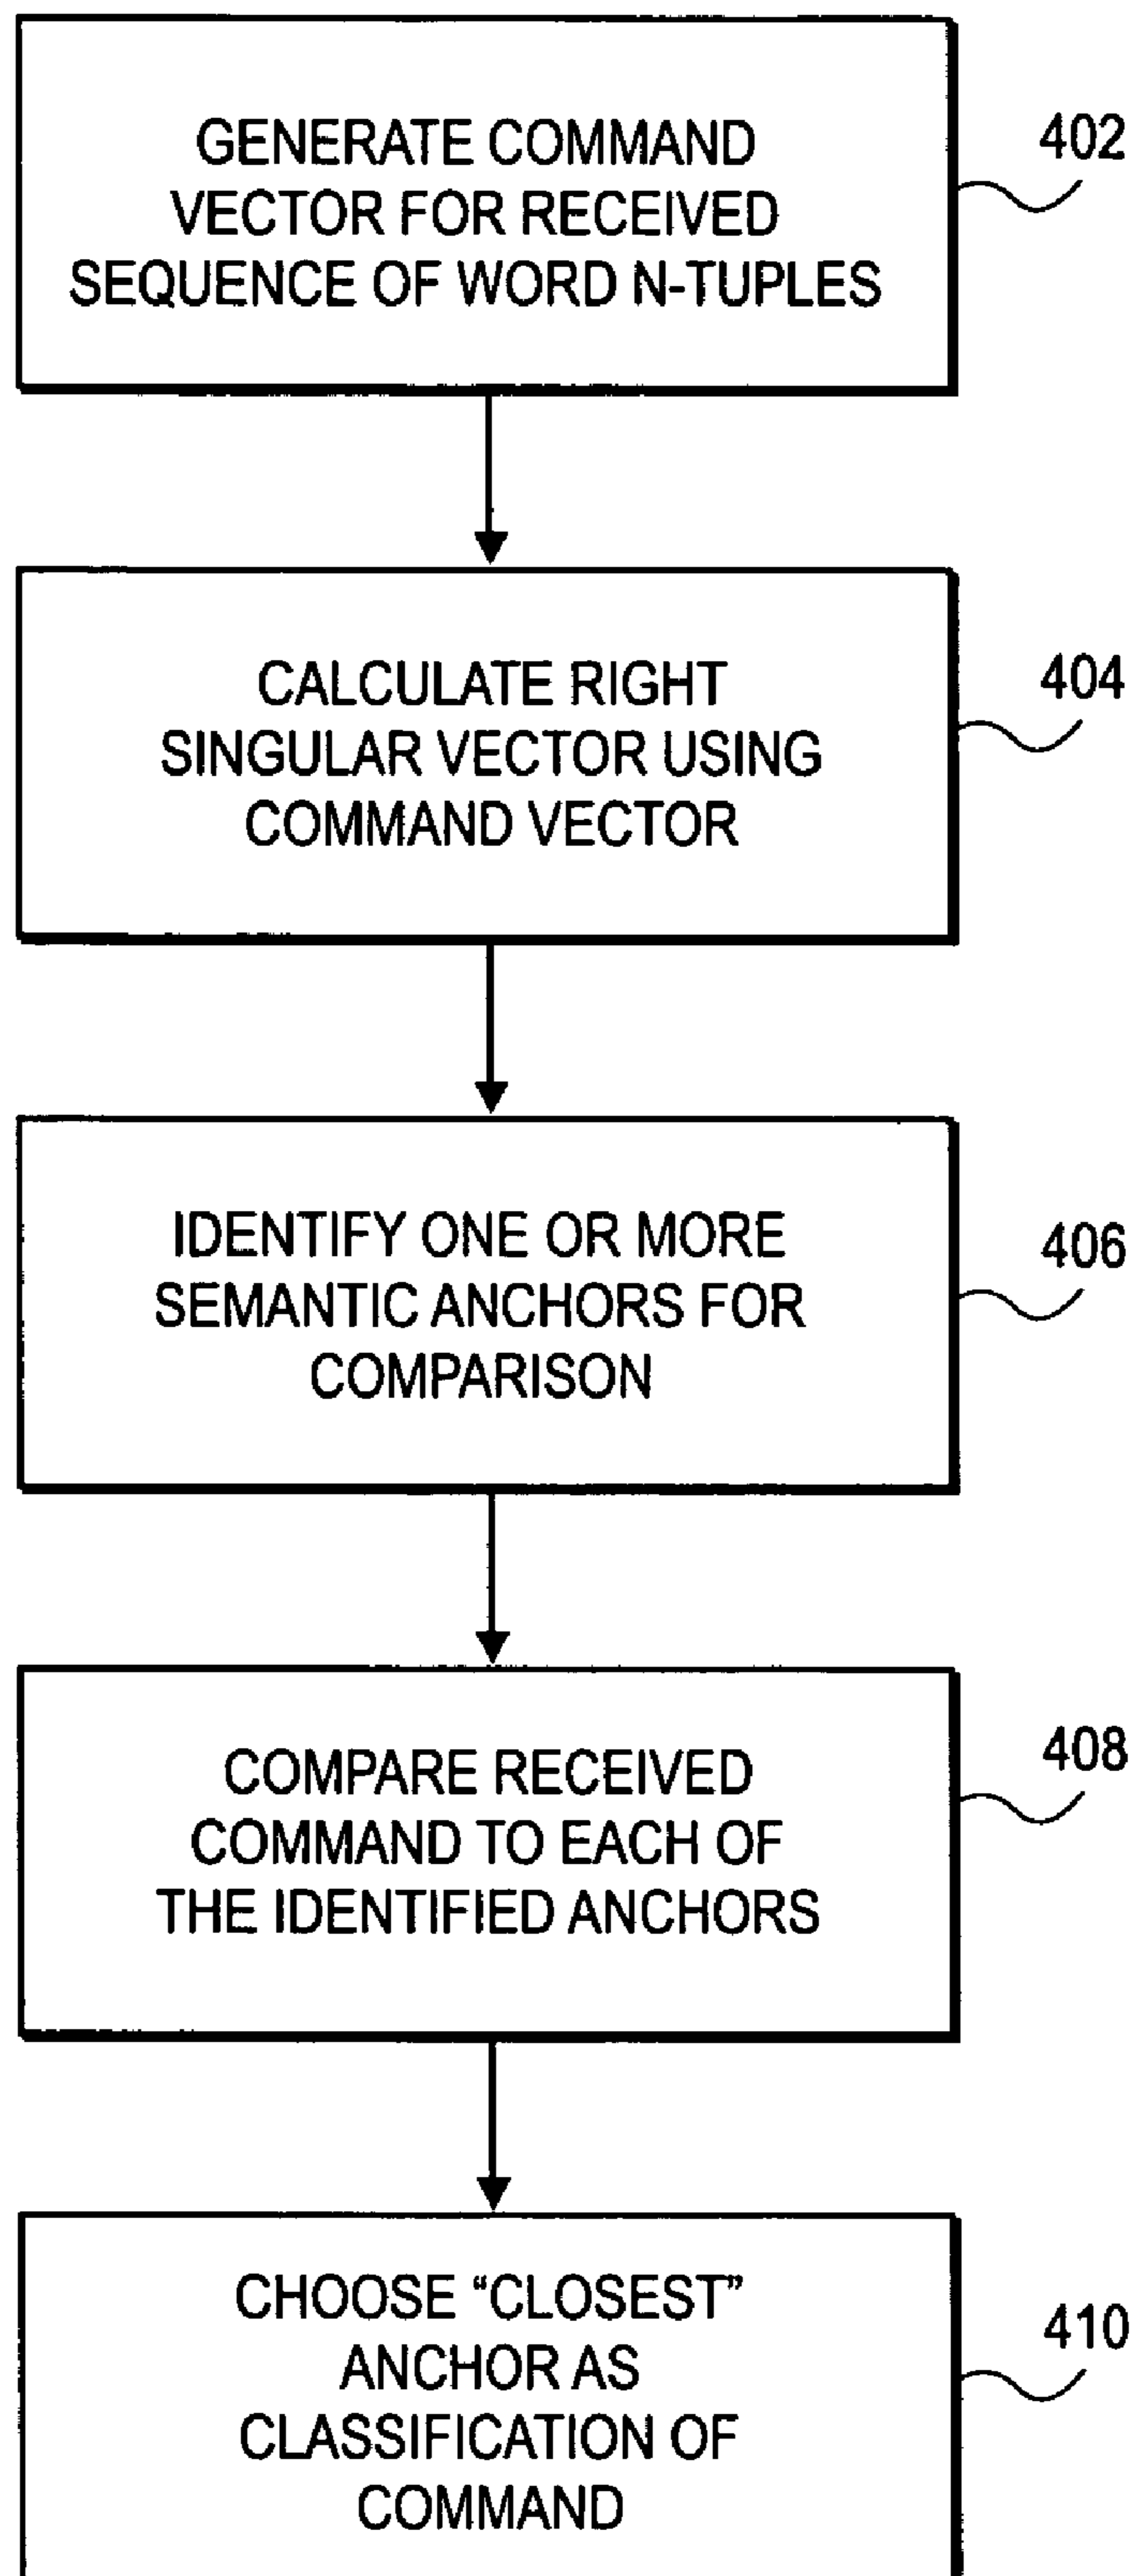 GENERATE COMMAND
VECTOR FOR RECEIVED
SEQUENCE OF WORD N-TUPLES
402
CALCULATE RIGHT
SINGULAR VECTOR USING
COMMAND VECTOR
404
IDENTIFY ONE OR MORE
SEMANTIC ANCHORS FOR
COMPARISON
406
COMPARE RECEIVED
COMMAND TO EACH OF
THE IDENTIFIED ANCHORS
408
CHOOSE “CLOSEST”
ANCHOR AS
CLASSIFICATION OF
COMMAND
410